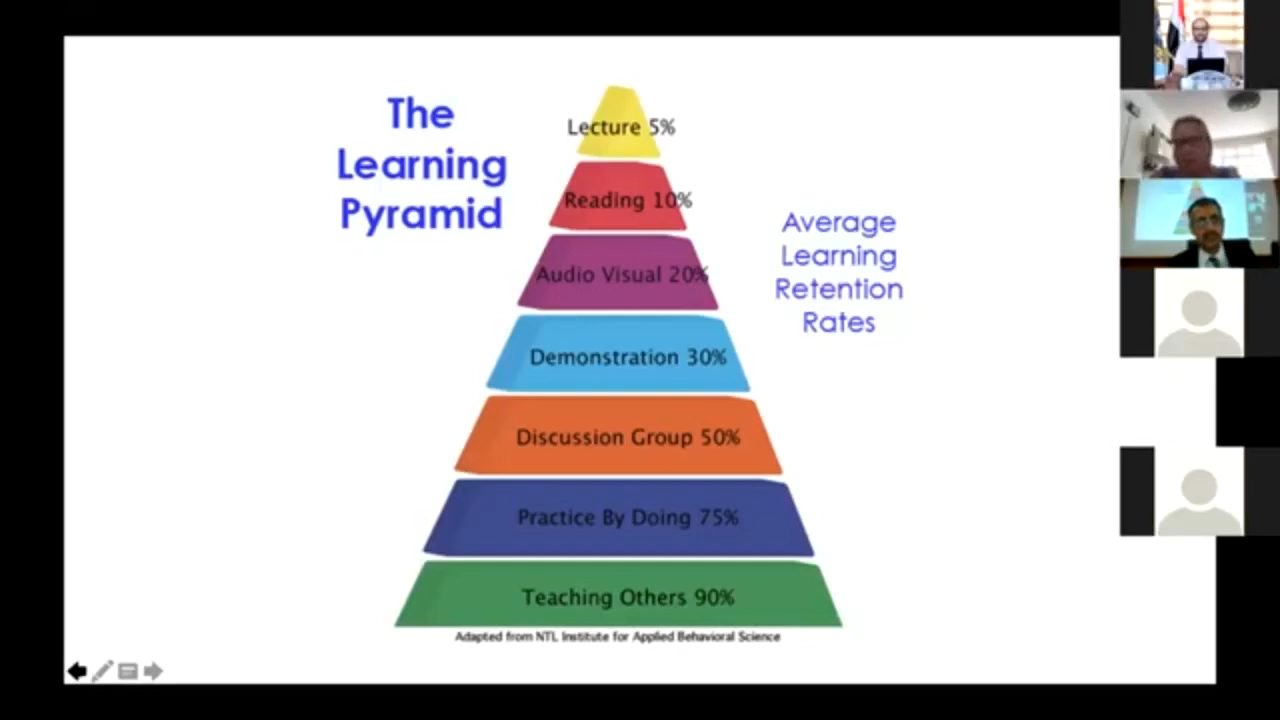 The
Learning
Pyramid
Lecture 5%
Reading 10%
Audio Visual 20%
Demonstration 30%
Discussion Group 50%
Practice By Doing 75%
Teaching Others 90%
Average
Learning
Retention
Rates
Adapted from NTL Institute for Applied Behavioral Science